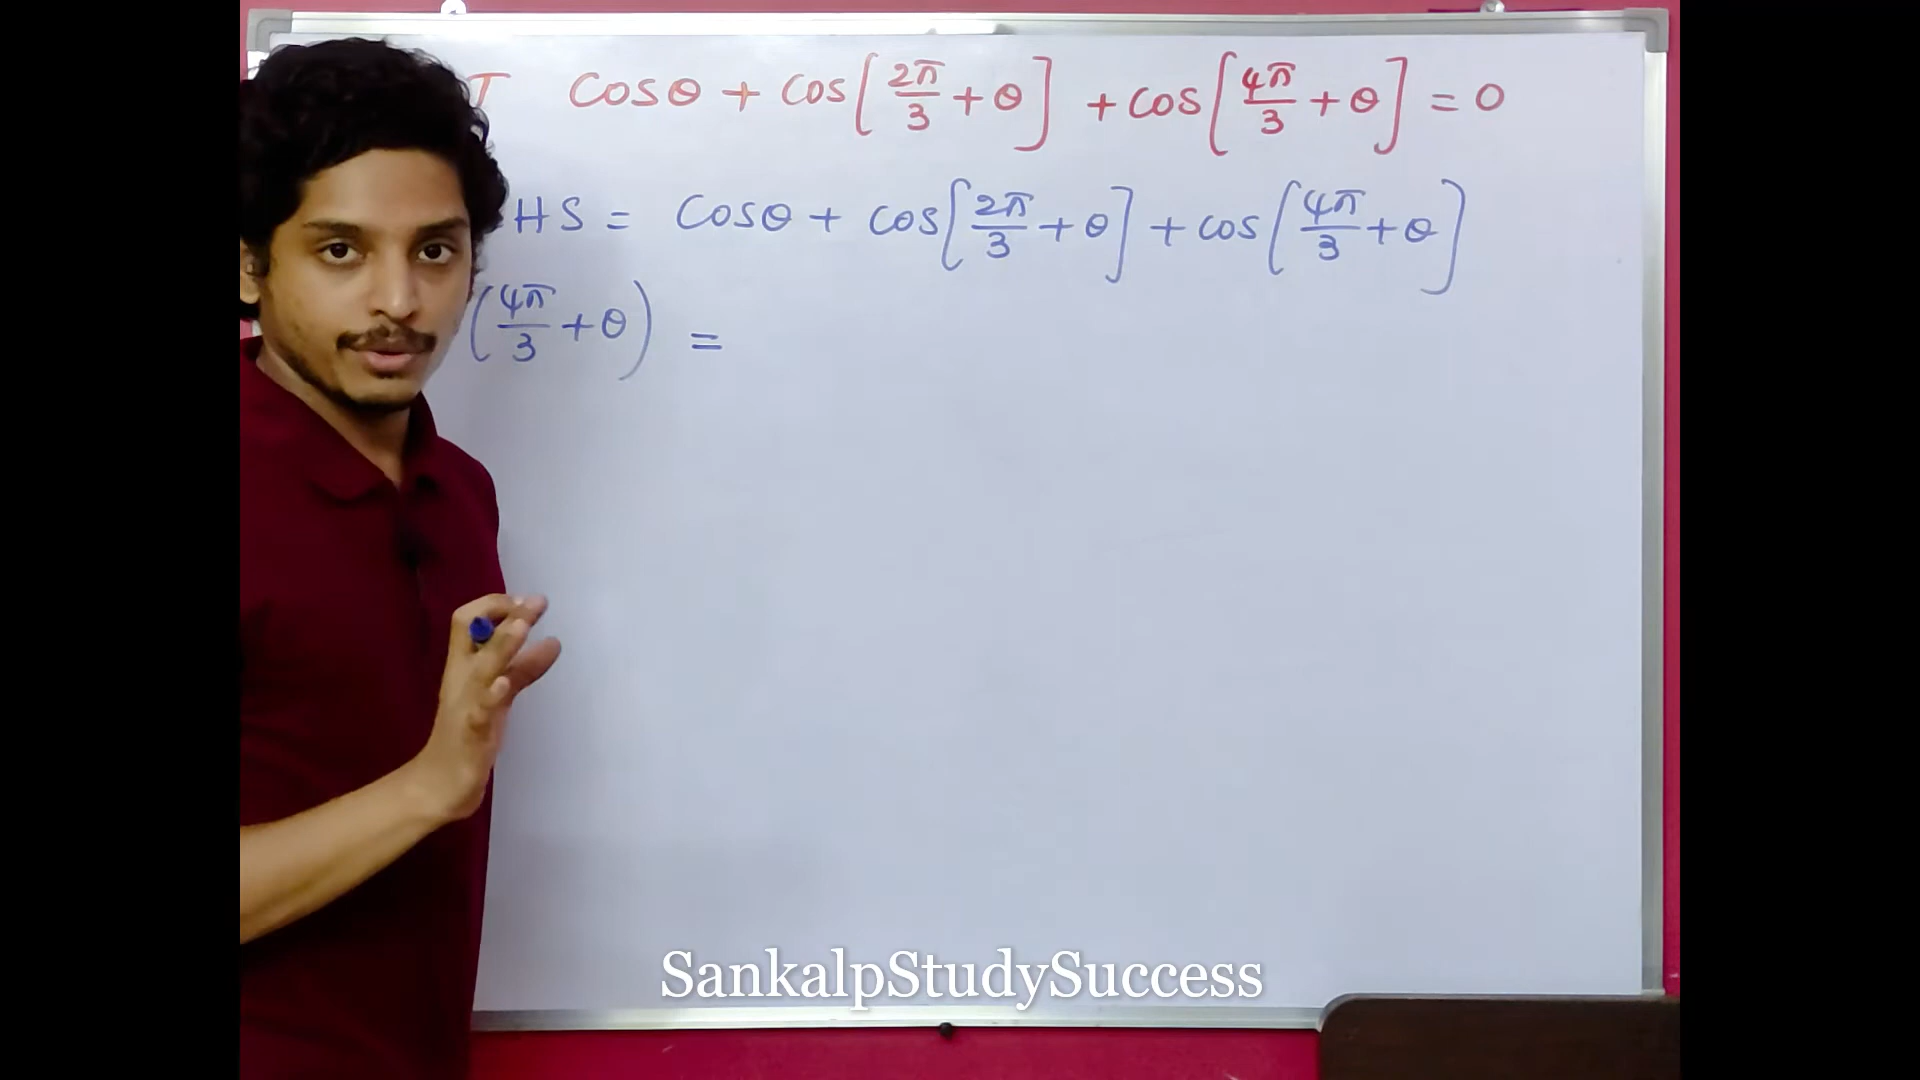 T Cosθ + Cos[2π/3 + θ] + Cos[4π/3 + θ] = 0
HS = Cosθ + Cos[2π/3 + θ] + Cos[4π/3 + θ]
(4π/3 + θ) =
SankalpStudySuccess